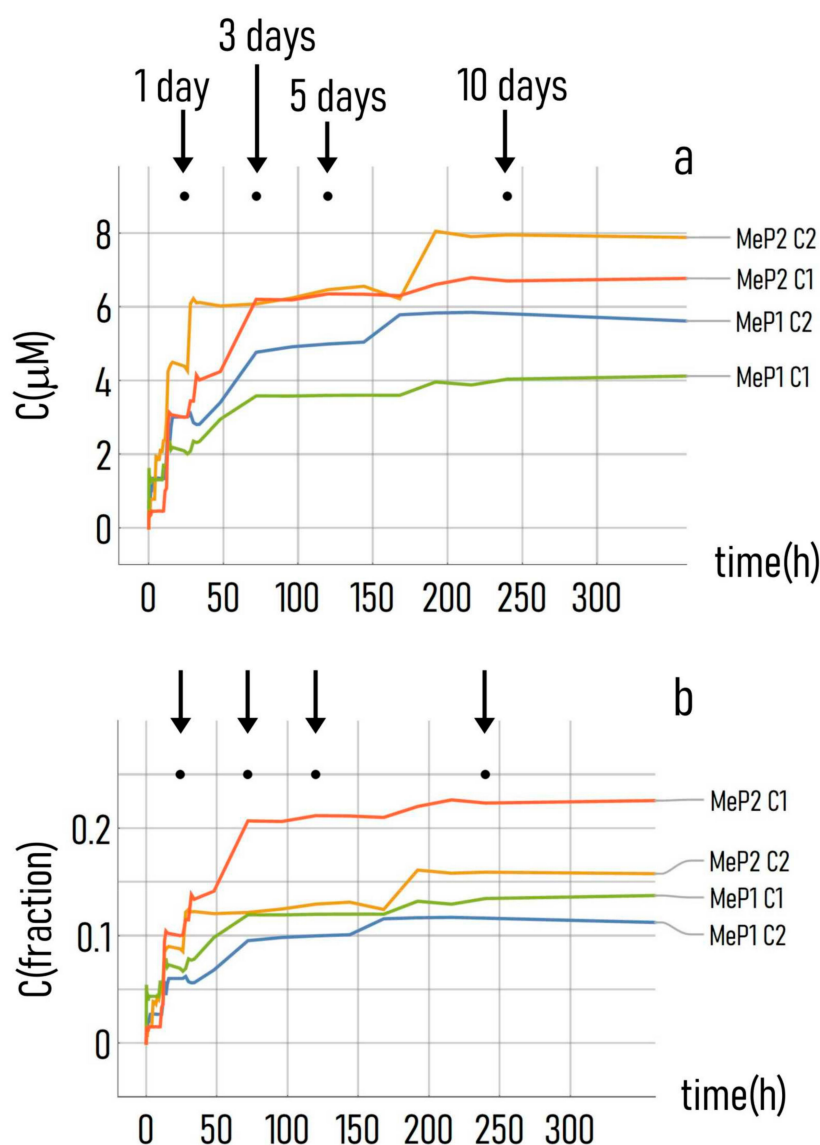 3 days
1 day
5 days
10 days
a
C(μM)
8
6
4
2
0
MeP2 C2
MeP2 C1
MeP1 C2
MeP1 C1
time(h)
0 50 100 150 200 250 300
b
C(fraction)
0.2
0.1
0
MeP2 C1
MeP2 C2
MeP1 C1
MeP1 C2
time(h)
0 50 100 150 200 250 300